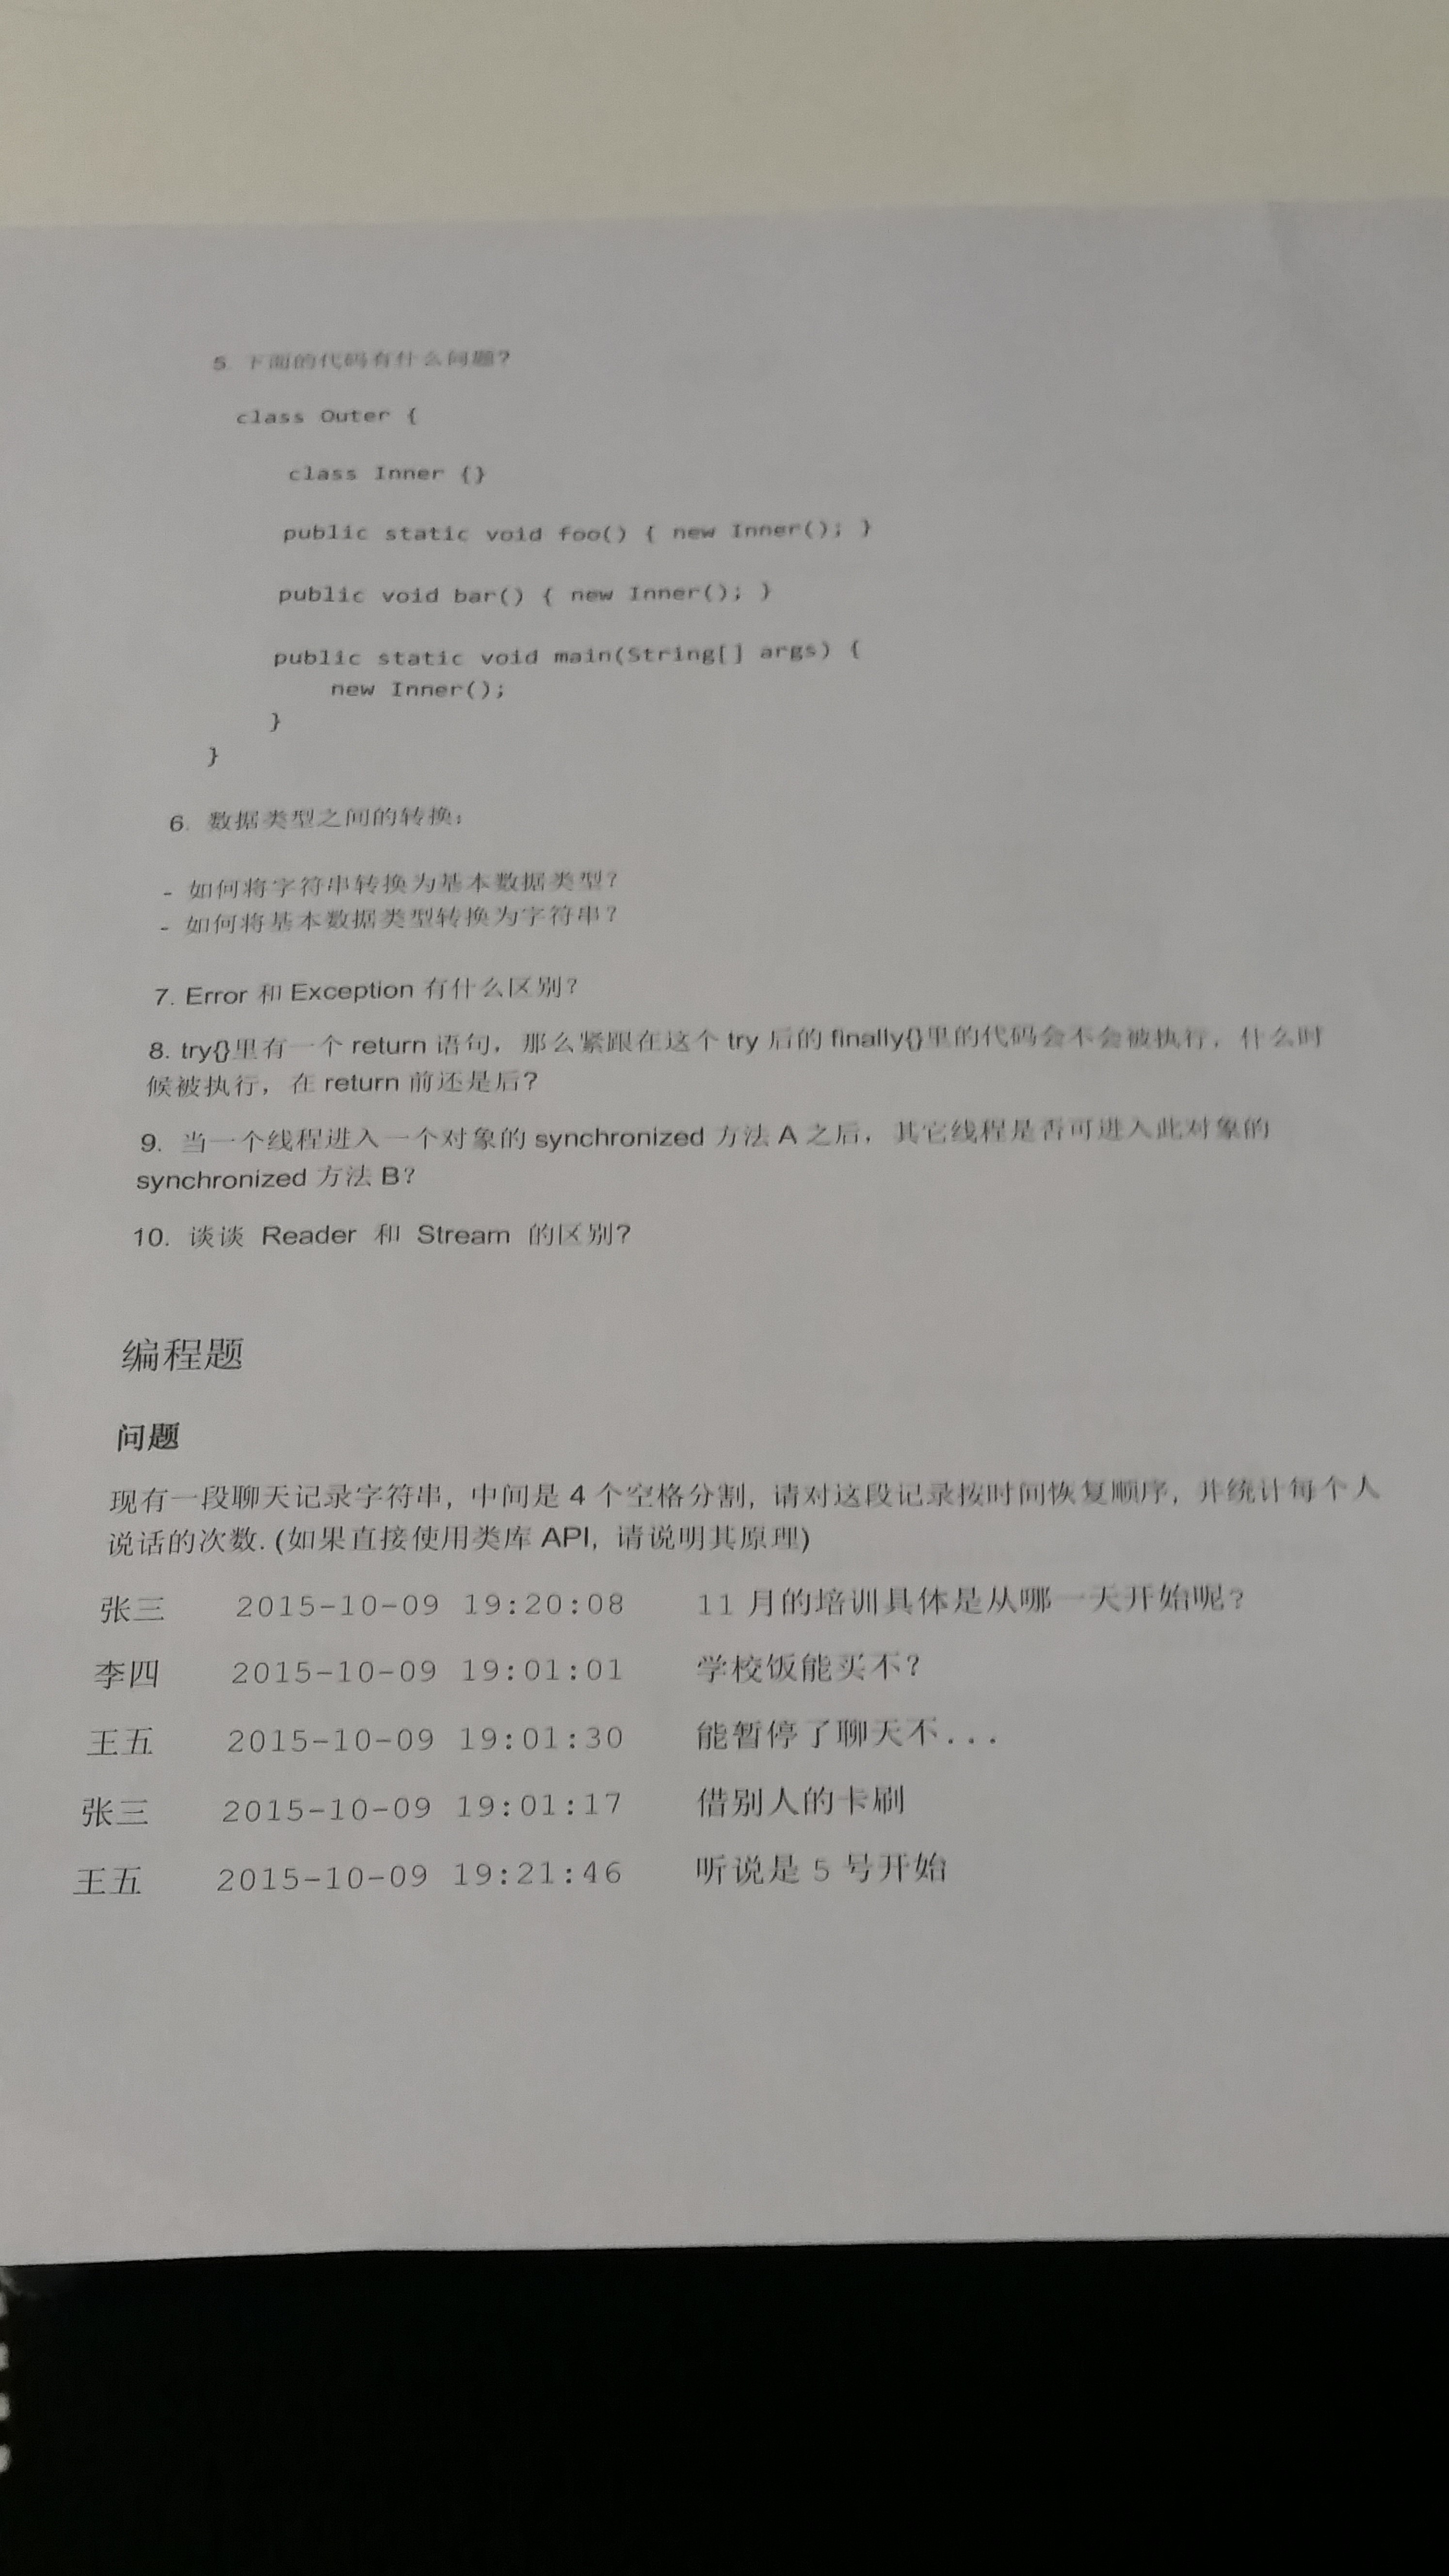 5. 下面的代码有什么问题?
class Outer {
class Inner {}
public static void foo() { new Inner(); }
public void bar() { new Inner(); }
public static void main(String[] args) {
new Inner();
}
}
6. 数据类型之间的转换:
- 如何将字符串转换为基本数据类型?
- 如何将基本数据类型转换为字符串?
7. Error 和 Exception 有什么区别?
8. try{}里有一个 return 语句, 那么紧跟在这个 try 后的 finally{}里的代码会不会被执行, 什么时
候被执行, 在 return 前还是后?
9. 当一个线程进入一个对象的 synchronized 方法 A 之后, 其它线程是否可进入此对象的
synchronized 方法 B?
10. 谈谈 Reader 和 Stream 的区别?
编程题
问题
现有一段聊天记录字符串, 中间是 4 个空格分割, 请对这段记录按时间恢复顺序, 并统计每个人
说话的次数. (如果直接使用类库 API, 请说明其原理)
张三 2015-10-09 19:20:08 11 月的培训具体是从哪一天开始呢?
李四 2015-10-09 19:01:01 学校饭能买不?
王五 2015-10-09 19:01:30 能暂停了聊天不...
张三 2015-10-09 19:01:17 借别人的卡刷
王五 2015-10-09 19:21:46 听说是 5 号开始